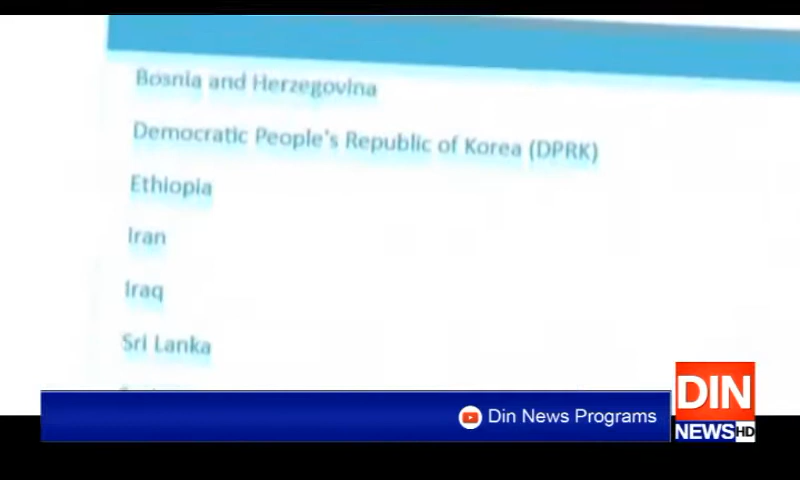 Bosnia and Herzegovina
Democratic People's Republic of Korea (DPRK)
Ethiopia
Iran
Iraq
Sri Lanka
Din News Programs
DIN
NEWS HD